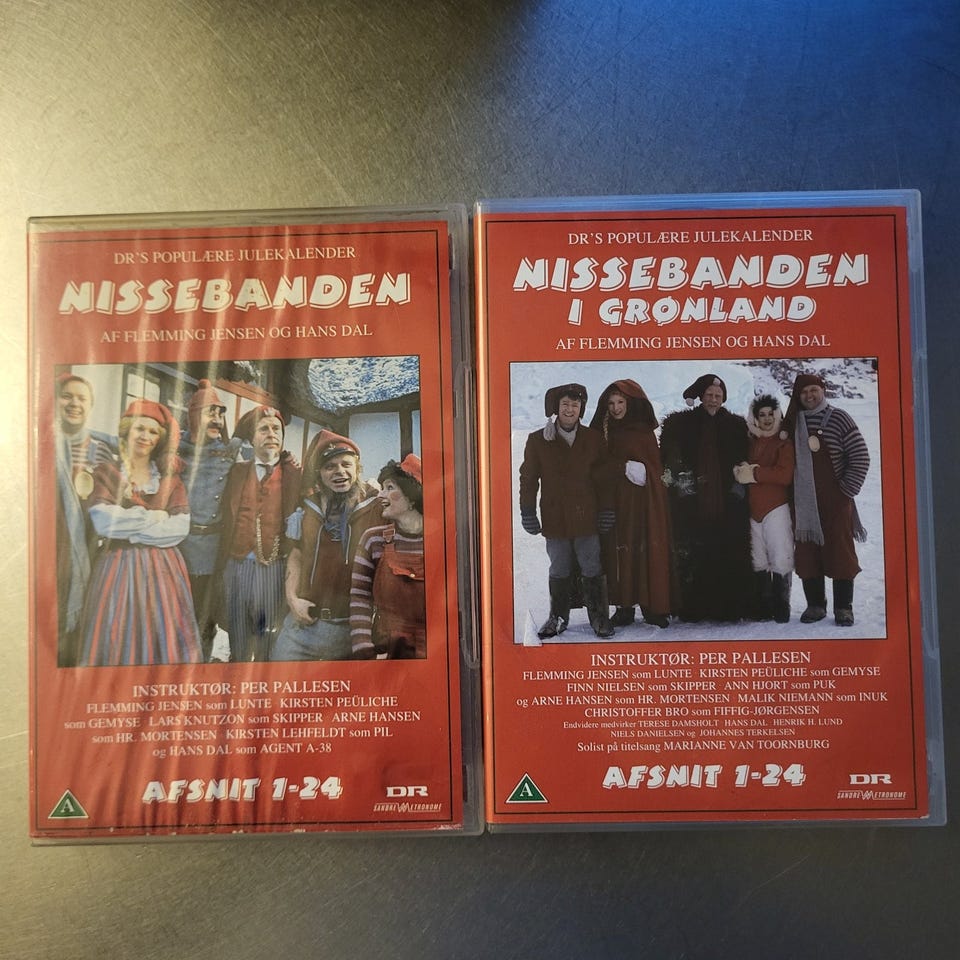 DR'S POPULÆRE JULEKALENDER
NISSEBANDEN
AF FLEMMING JENSEN OG HANS DAL
INSTRUKTØR: PER PALLESEN
FLEMMING JENSEN som LUNTE KIRSTEN PEÜLICHE
som GEMYSE LARS KNUTZON som SKIPPER ARNE HANSEN
som HR. MORTENSEN KIRSTEN LEHFELDT som PIL
og HANS DAL som AGENT A-38
AFSNIT 1-24
A
DR
SANDREW METRONOME
DR'S POPULÆRE JULEKALENDER
NISSEBANDEN
I GRØNLAND
AF FLEMMING JENSEN OG HANS DAL
INSTRUKTØR: PER PALLESEN
FLEMMING JENSEN som LUNTE KIRSTEN PEÜLICHE som GEMYSE
FINN NIELSEN som SKIPPER ANN HJORT som PUK
og ARNE HANSEN som HR. MORTENSEN MALIK NIEMANN som INUK
CHRISTOFFER BRO som FIFFIG-JØRGENSEN
Endvidere medvirker TERESE DAMSHOLT HANS DAL HENRIK H. LUND
NIELS DANIELSEN og JOHANNES TERKELSEN
Solist på titelsang MARIANNE VAN TOORNBURG
AFSNIT 1-24
A
DR
SANDREW METRONOME